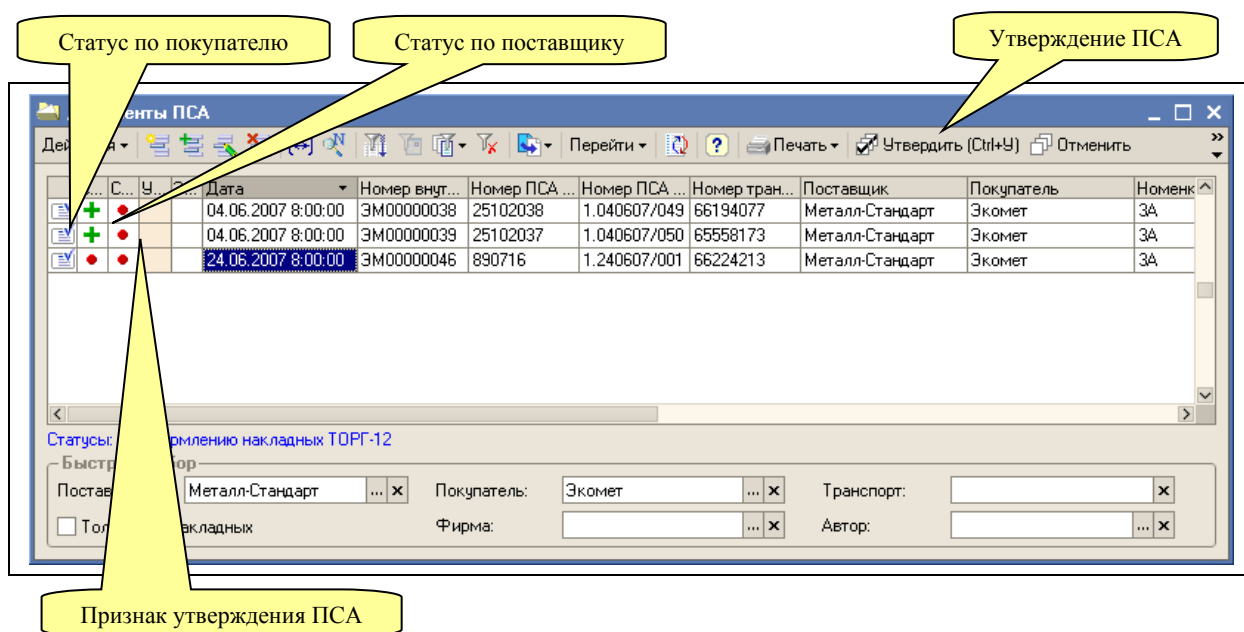 Статус по покупателю
Статус по поставщику
Утверждение ПСА
енты ПСА
Дей я
Перейти
Печать
Утвердить (Ctrl+У)
Отменить
... С... У... Дата Номер внут... Номер ПСА ... Номер ПСА ... Номер тран... Поставщик Покупатель Номенк
04.06.2007 8:00:00 ЭМ00000038 25102038 1.040607/049 66194077 Металл-Стандарт Экомет 3А
04.06.2007 8:00:00 ЭМ00000039 25102037 1.040607/050 65558173 Металл-Стандарт Экомет 3А
24.06.2007 8:00:00 ЭМ00000046 890716 1.240607/001 66224213 Металл-Стандарт Экомет 3А
Статусы: рмлению накладных ТОРГ-12
Быстр бор
Постав Металл-Стандарт ... x Покупатель: Экомет ... x Транспорт: x
Тол акладных Фирма: ... x Автор: ... x
Признак утверждения ПСА